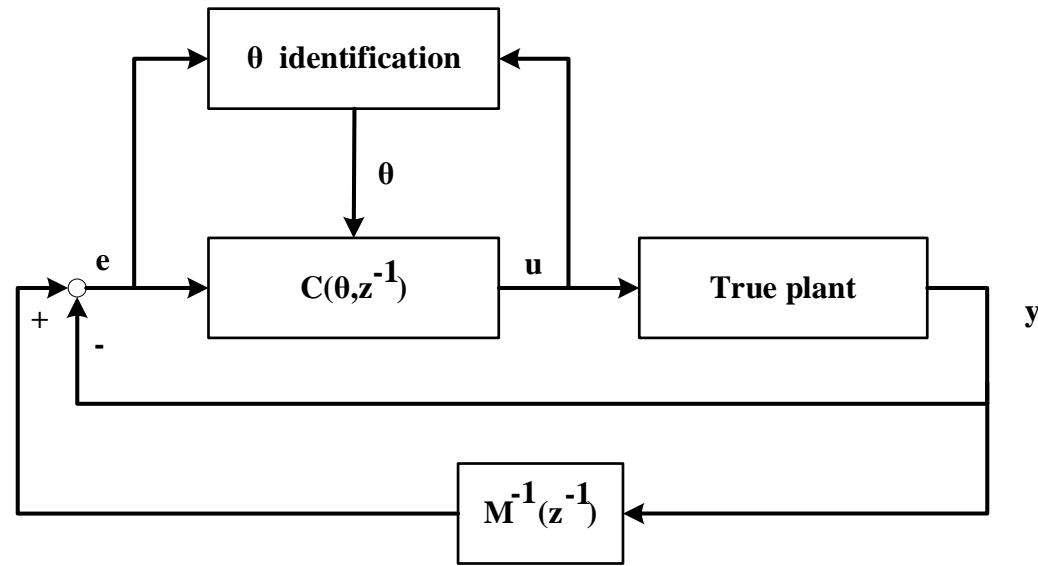 θ identification
θ
e
C(θ,z⁻¹)
u
True plant
y
+
-
M⁻¹(z⁻¹)